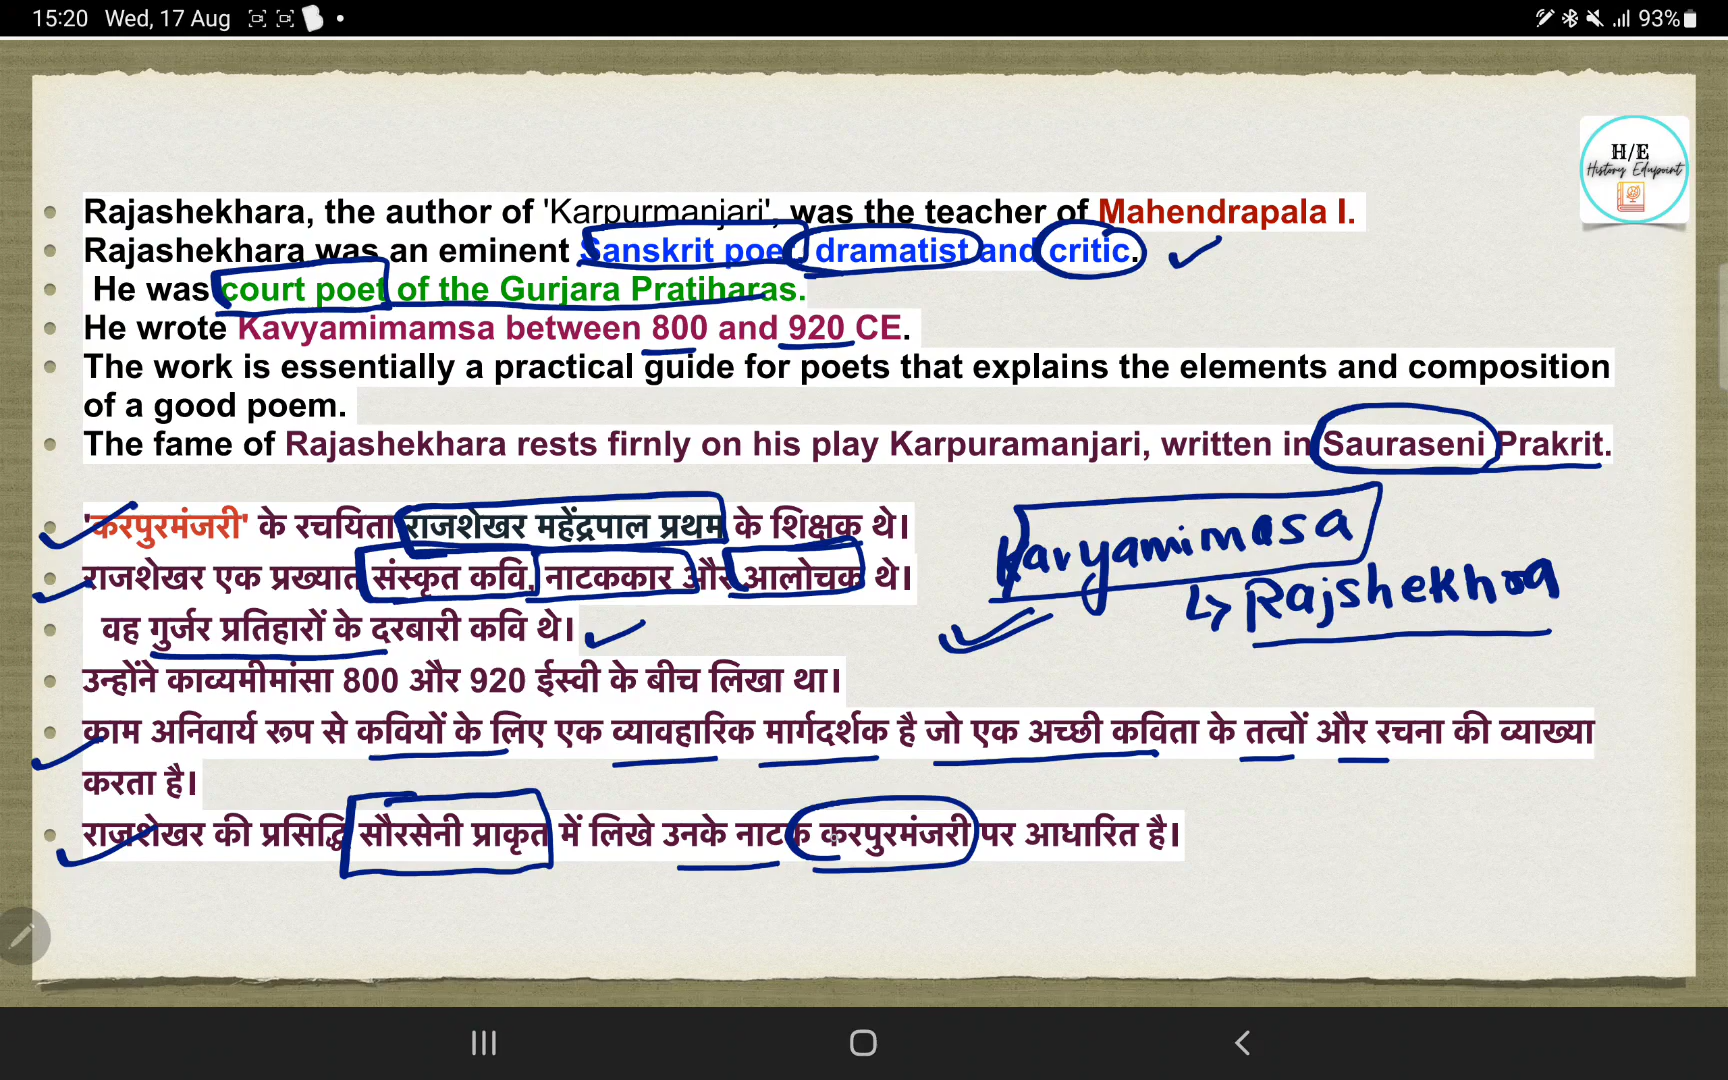 15:20 Wed, 17 Aug
93%
H/E
History Edupoint
Rajashekhara, the author of 'Karpurmanjari', was the teacher of Mahendrapala I.
Rajashekhara was an eminent Sanskrit poet, dramatist and critic.
He was court poet of the Gurjara Pratiharas.
He wrote Kavyamimamsa between 800 and 920 CE.
The work is essentially a practical guide for poets that explains the elements and composition
of a good poem.
The fame of Rajashekhara rests firnly on his play Karpuramanjari, written in Sauraseni Prakrit.
'करपुरमंजरी' के रचयिता राजशेखर महेंद्रपाल प्रथम के शिक्षक थे।
राजशेखर एक प्रख्यात संस्कृत कवि, नाटककार और आलोचक थे।
वह गुर्जर प्रतिहारों के दरबारी कवि थे।
उन्होंने काव्यमीमांसा 800 और 920 ईस्वी के बीच लिखा था।
काम अनिवार्य रूप से कवियों के लिए एक व्यावहारिक मार्गदर्शक है जो एक अच्छी कविता के तत्वों और रचना की व्याख्या
करता है।
राजशेखर की प्रसिद्धि सौरसेनी प्राकृत में लिखे उनके नाटक करपुरमंजरी पर आधारित है।
Kavyamimasa
Rajshekhra